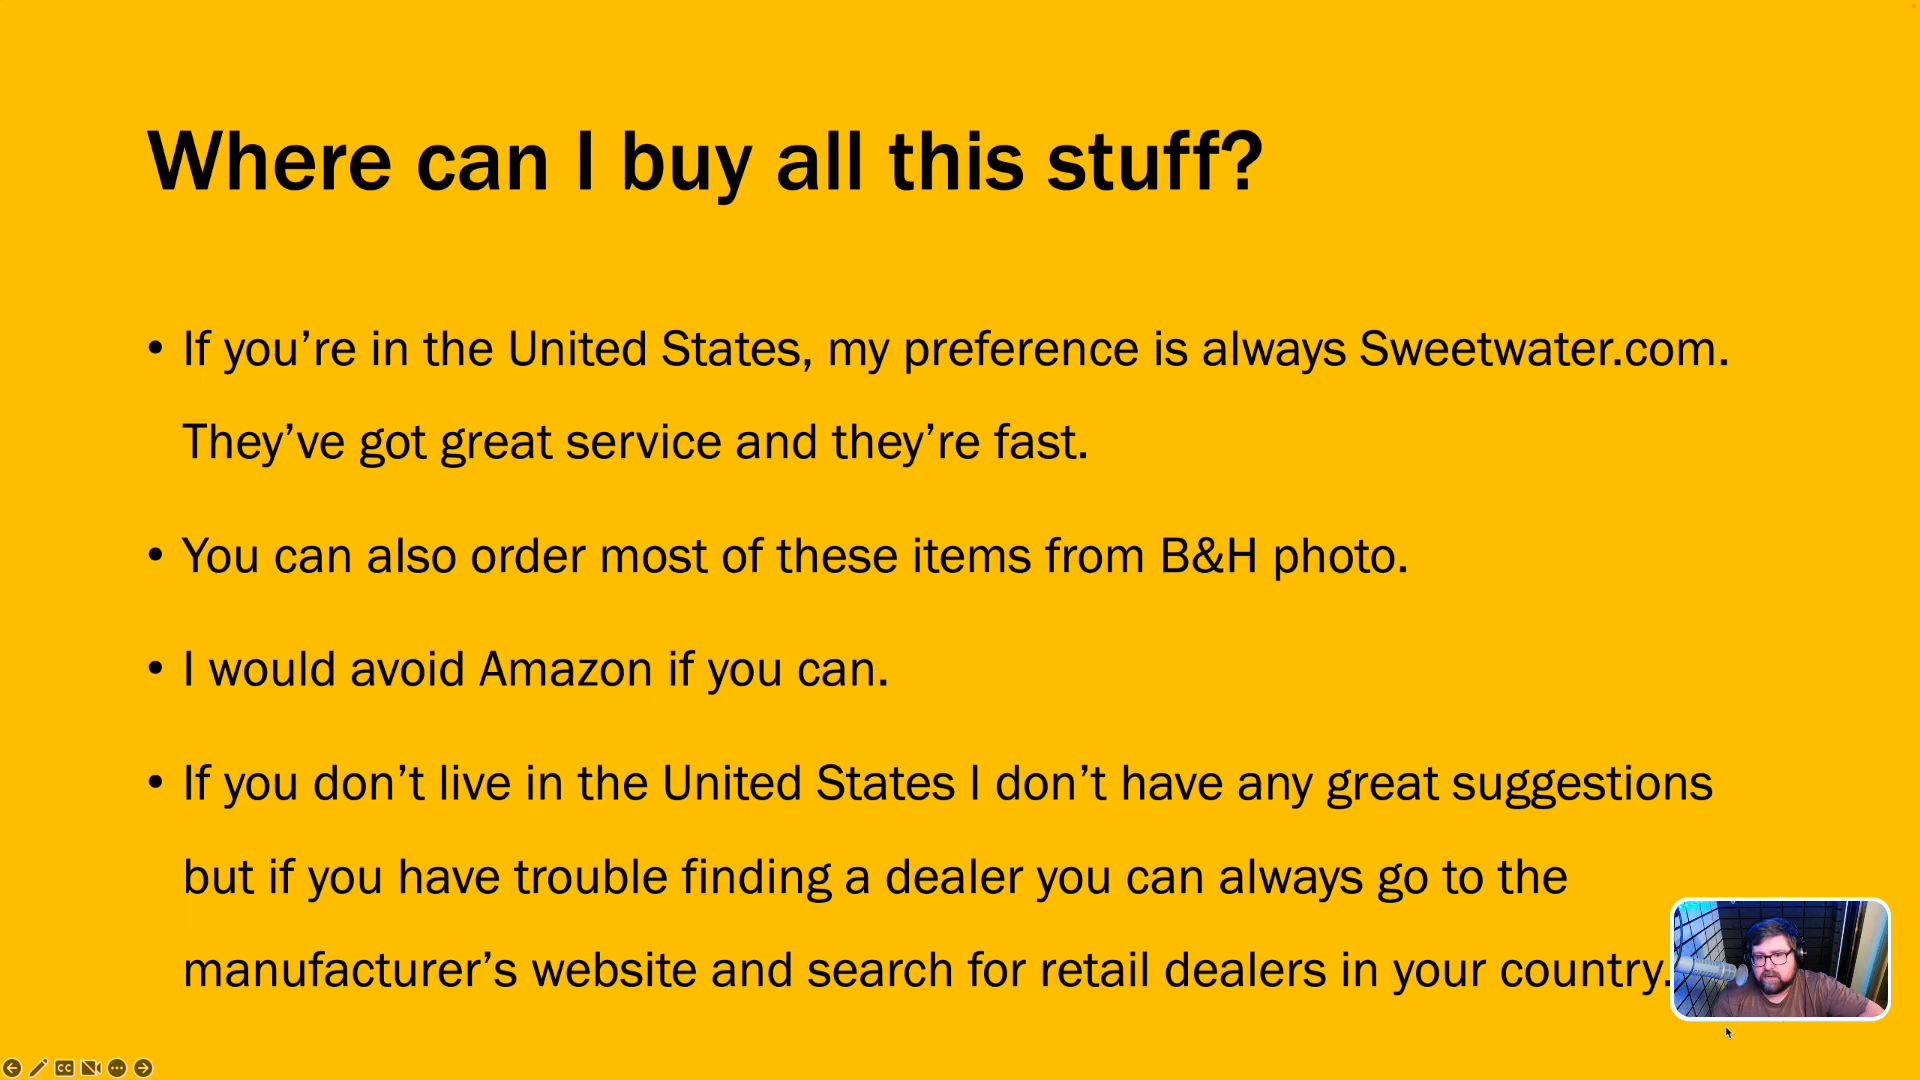 Where can I buy all this stuff?
• If you’re in the United States, my preference is always Sweetwater.com.
They’ve got great service and they’re fast.
• You can also order most of these items from B&H photo.
• I would avoid Amazon if you can.
• If you don’t live in the United States I don’t have any great suggestions
but if you have trouble finding a dealer you can always go to the
manufacturer’s website and search for retail dealers in your country.
CC